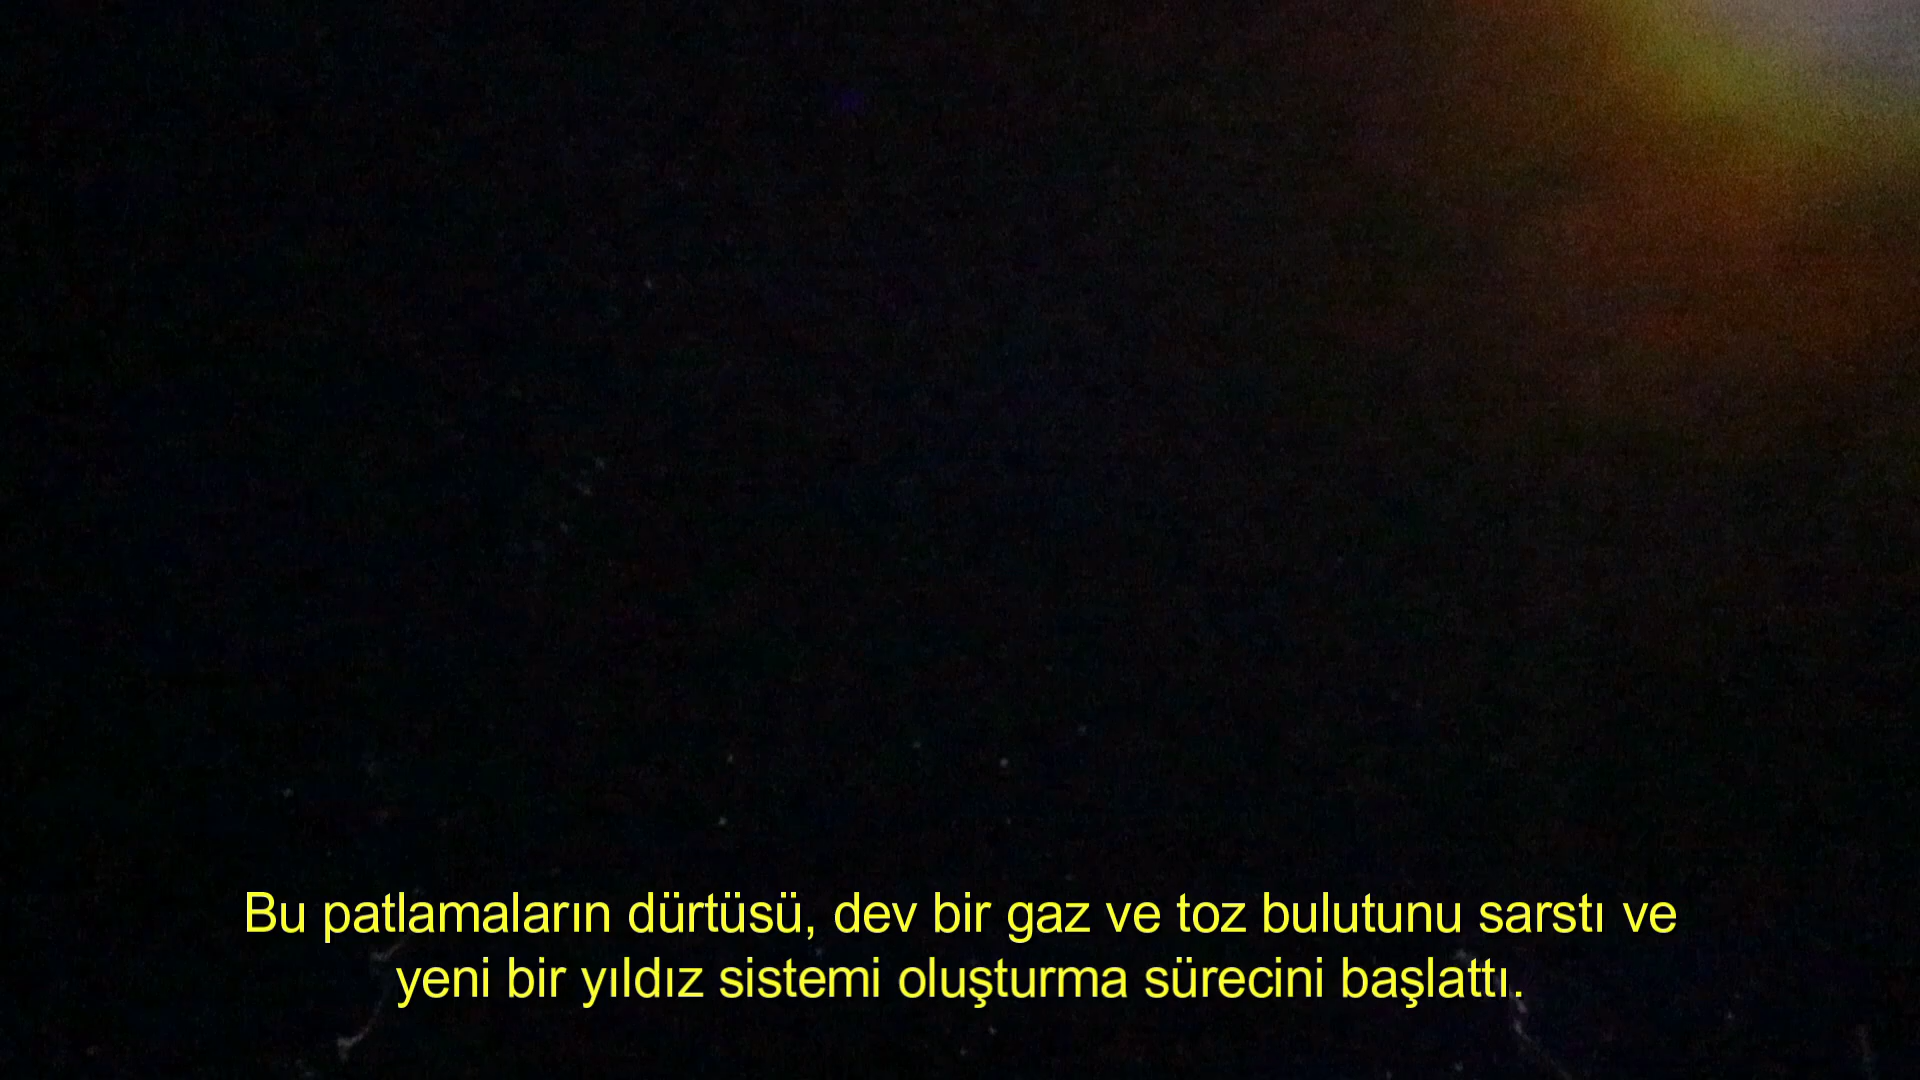 Bu patlamaların dürtüsü, dev bir gaz ve toz bulutunu sarstı ve
yeni bir yıldız sistemi oluşturma sürecini başlattı.